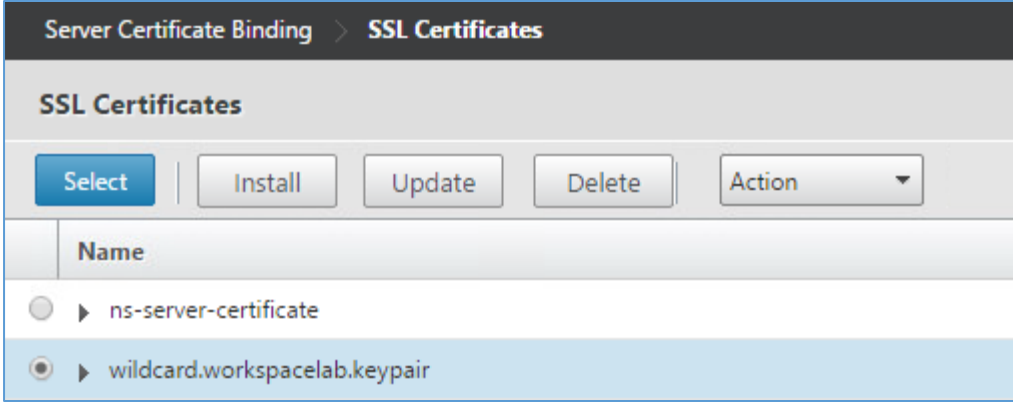 Server Certificate Binding > SSL Certificates
SSL Certificates
Select Install Update Delete Action
Name
ns-server-certificate
wildcard.workspacelab.keypair